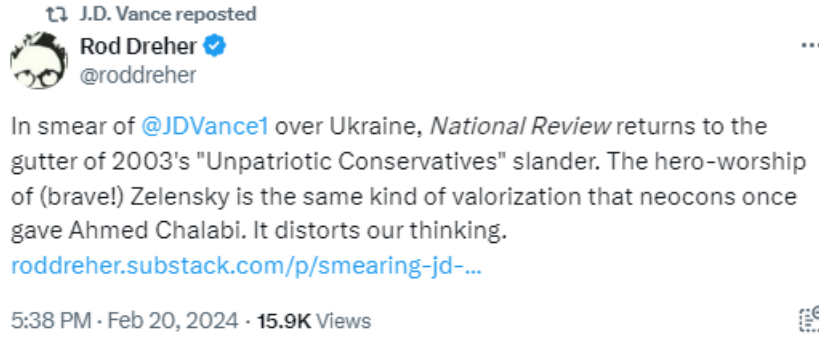 J.D. Vance reposted
Rod Dreher
@roddreher
In smear of @JDVance1 over Ukraine, National Review returns to the
gutter of 2003's "Unpatriotic Conservatives" slander. The hero-worship
of (brave!) Zelensky is the same kind of valorization that neocons once
gave Ahmed Chalabi. It distorts our thinking.
roddreher.substack.com/p/smearing-jd-...
5:38 PM · Feb 20, 2024 · 15.9K Views